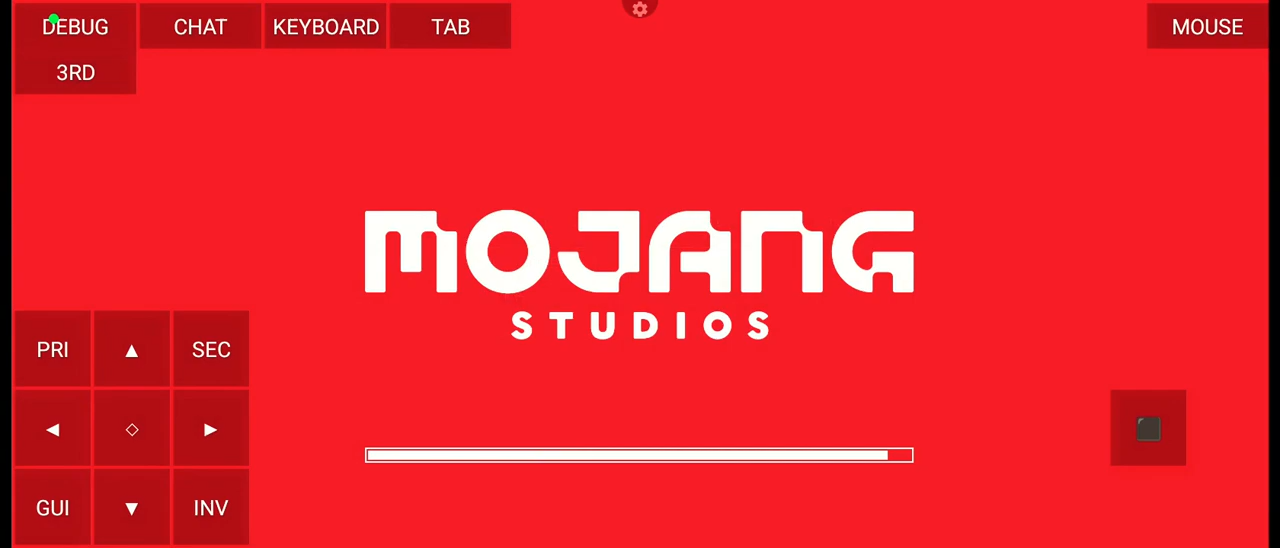 DEBUG CHAT KEYBOARD TAB MOUSE
3RD
MOJANG
STUDIOS
PRI ▲ SEC
◀ ◇ ▶
GUI ▼ INV